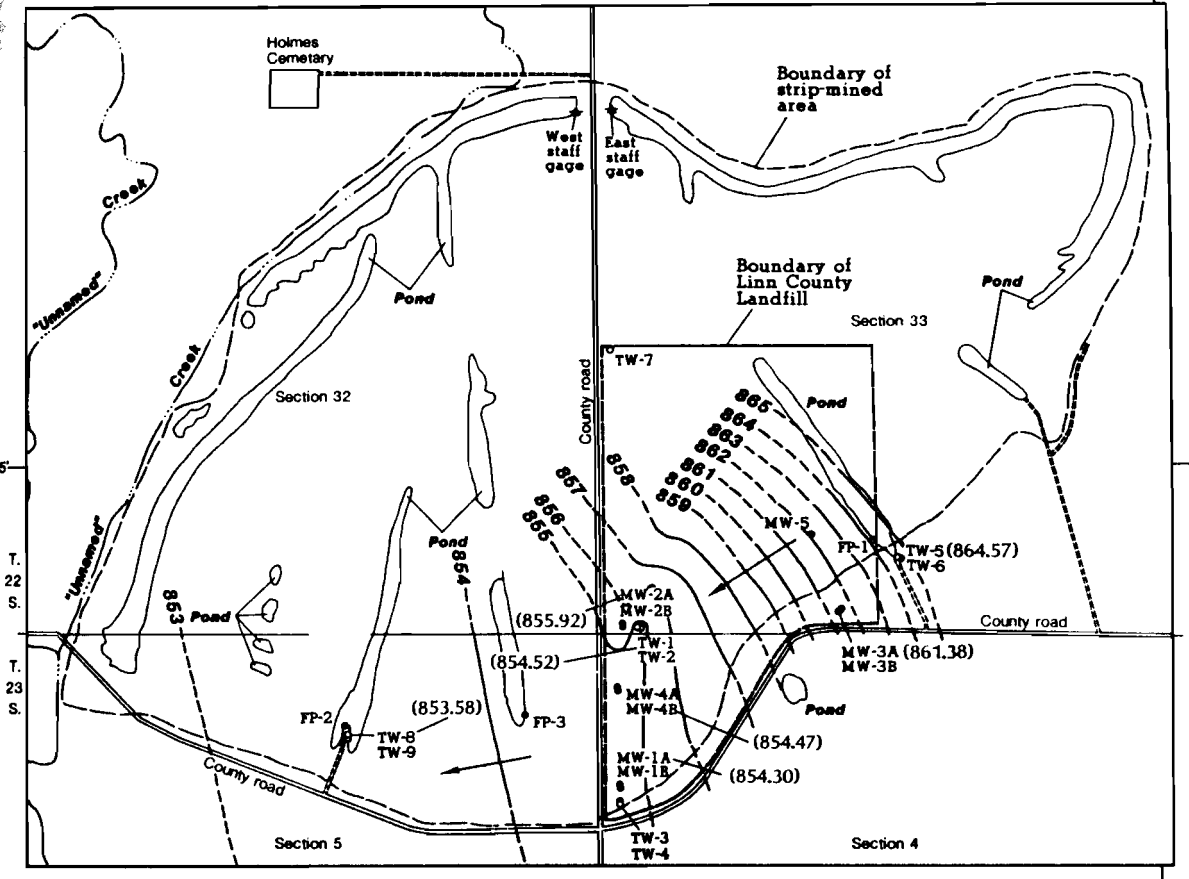 Holmes
Cemetary
Boundary of
strip-mined
area
West
staff
gage
East
staff
gage
Creek
"Unnamed"
Pond
Boundary of
Linn County
Landfill
Pond
Section 33
Creek
Section 32
County road
TW-7
Pond
865
864
863
862
861
860
859
858
857
856
855
5'
MW-5
FP-1
TW-5 (864.57)
TW-6
"Unnamed"
Pond
854
T.
22
S.
853
Pond
MW-2A
MW-2B
(855.92)
TW-1
TW-2
(854.52)
County road
MW-3A (861.38)
MW-3B
T.
23
S.
MW-4A
MW-4B
Pond
(854.47)
FP-2
(853.58)
FP-3
TW-8
TW-9
MW-1A
MW-1B
(854.30)
County road
TW-3
TW-4
Section 5
Section 4